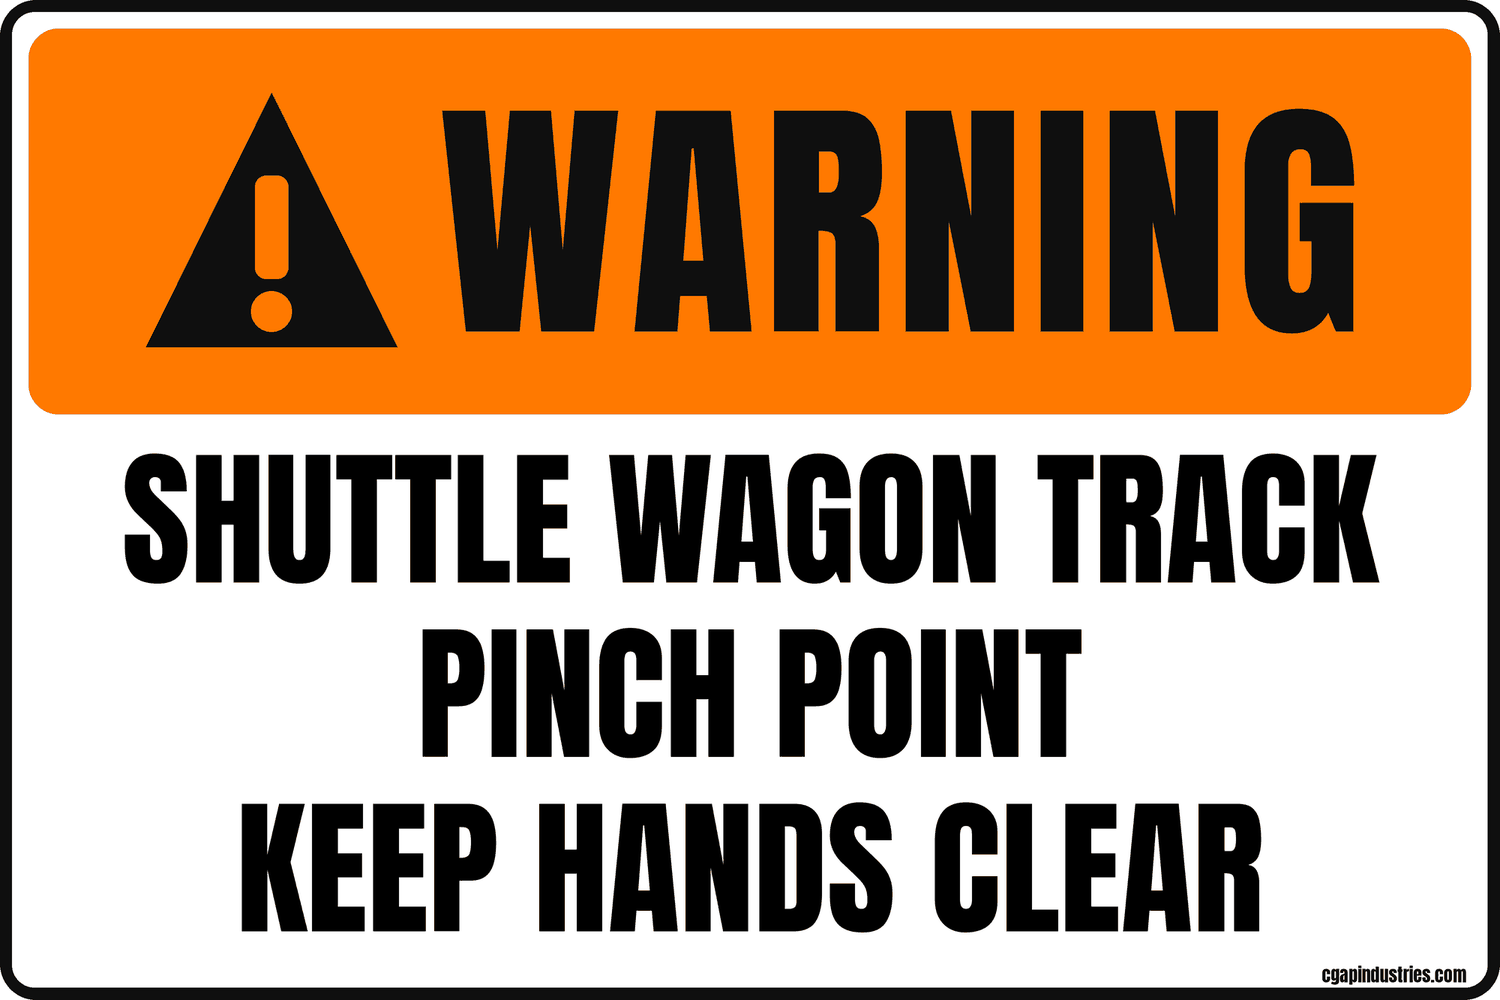 WARNING
SHUTTLE WAGON TRACK
PINCH POINT
KEEP HANDS CLEAR
cgapindustries.com